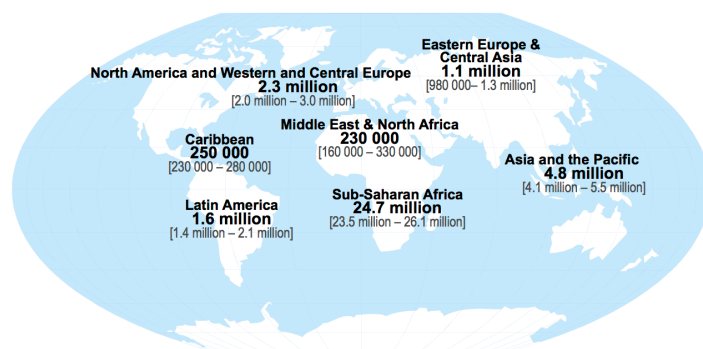 Eastern Europe &
Central Asia
1.1 million
[980 000– 1.3 million]
North America and Western and Central Europe
2.3 million
[2.0 million – 3.0 million]
Middle East & North Africa
230 000
[160 000 – 330 000]
Caribbean
250 000
[230 000 – 280 000]
Asia and the Pacific
4.8 million
[4.1 million – 5.5 million]
Sub-Saharan Africa
24.7 million
[23.5 million – 26.1 million]
Latin America
1.6 million
[1.4 million – 2.1 million]